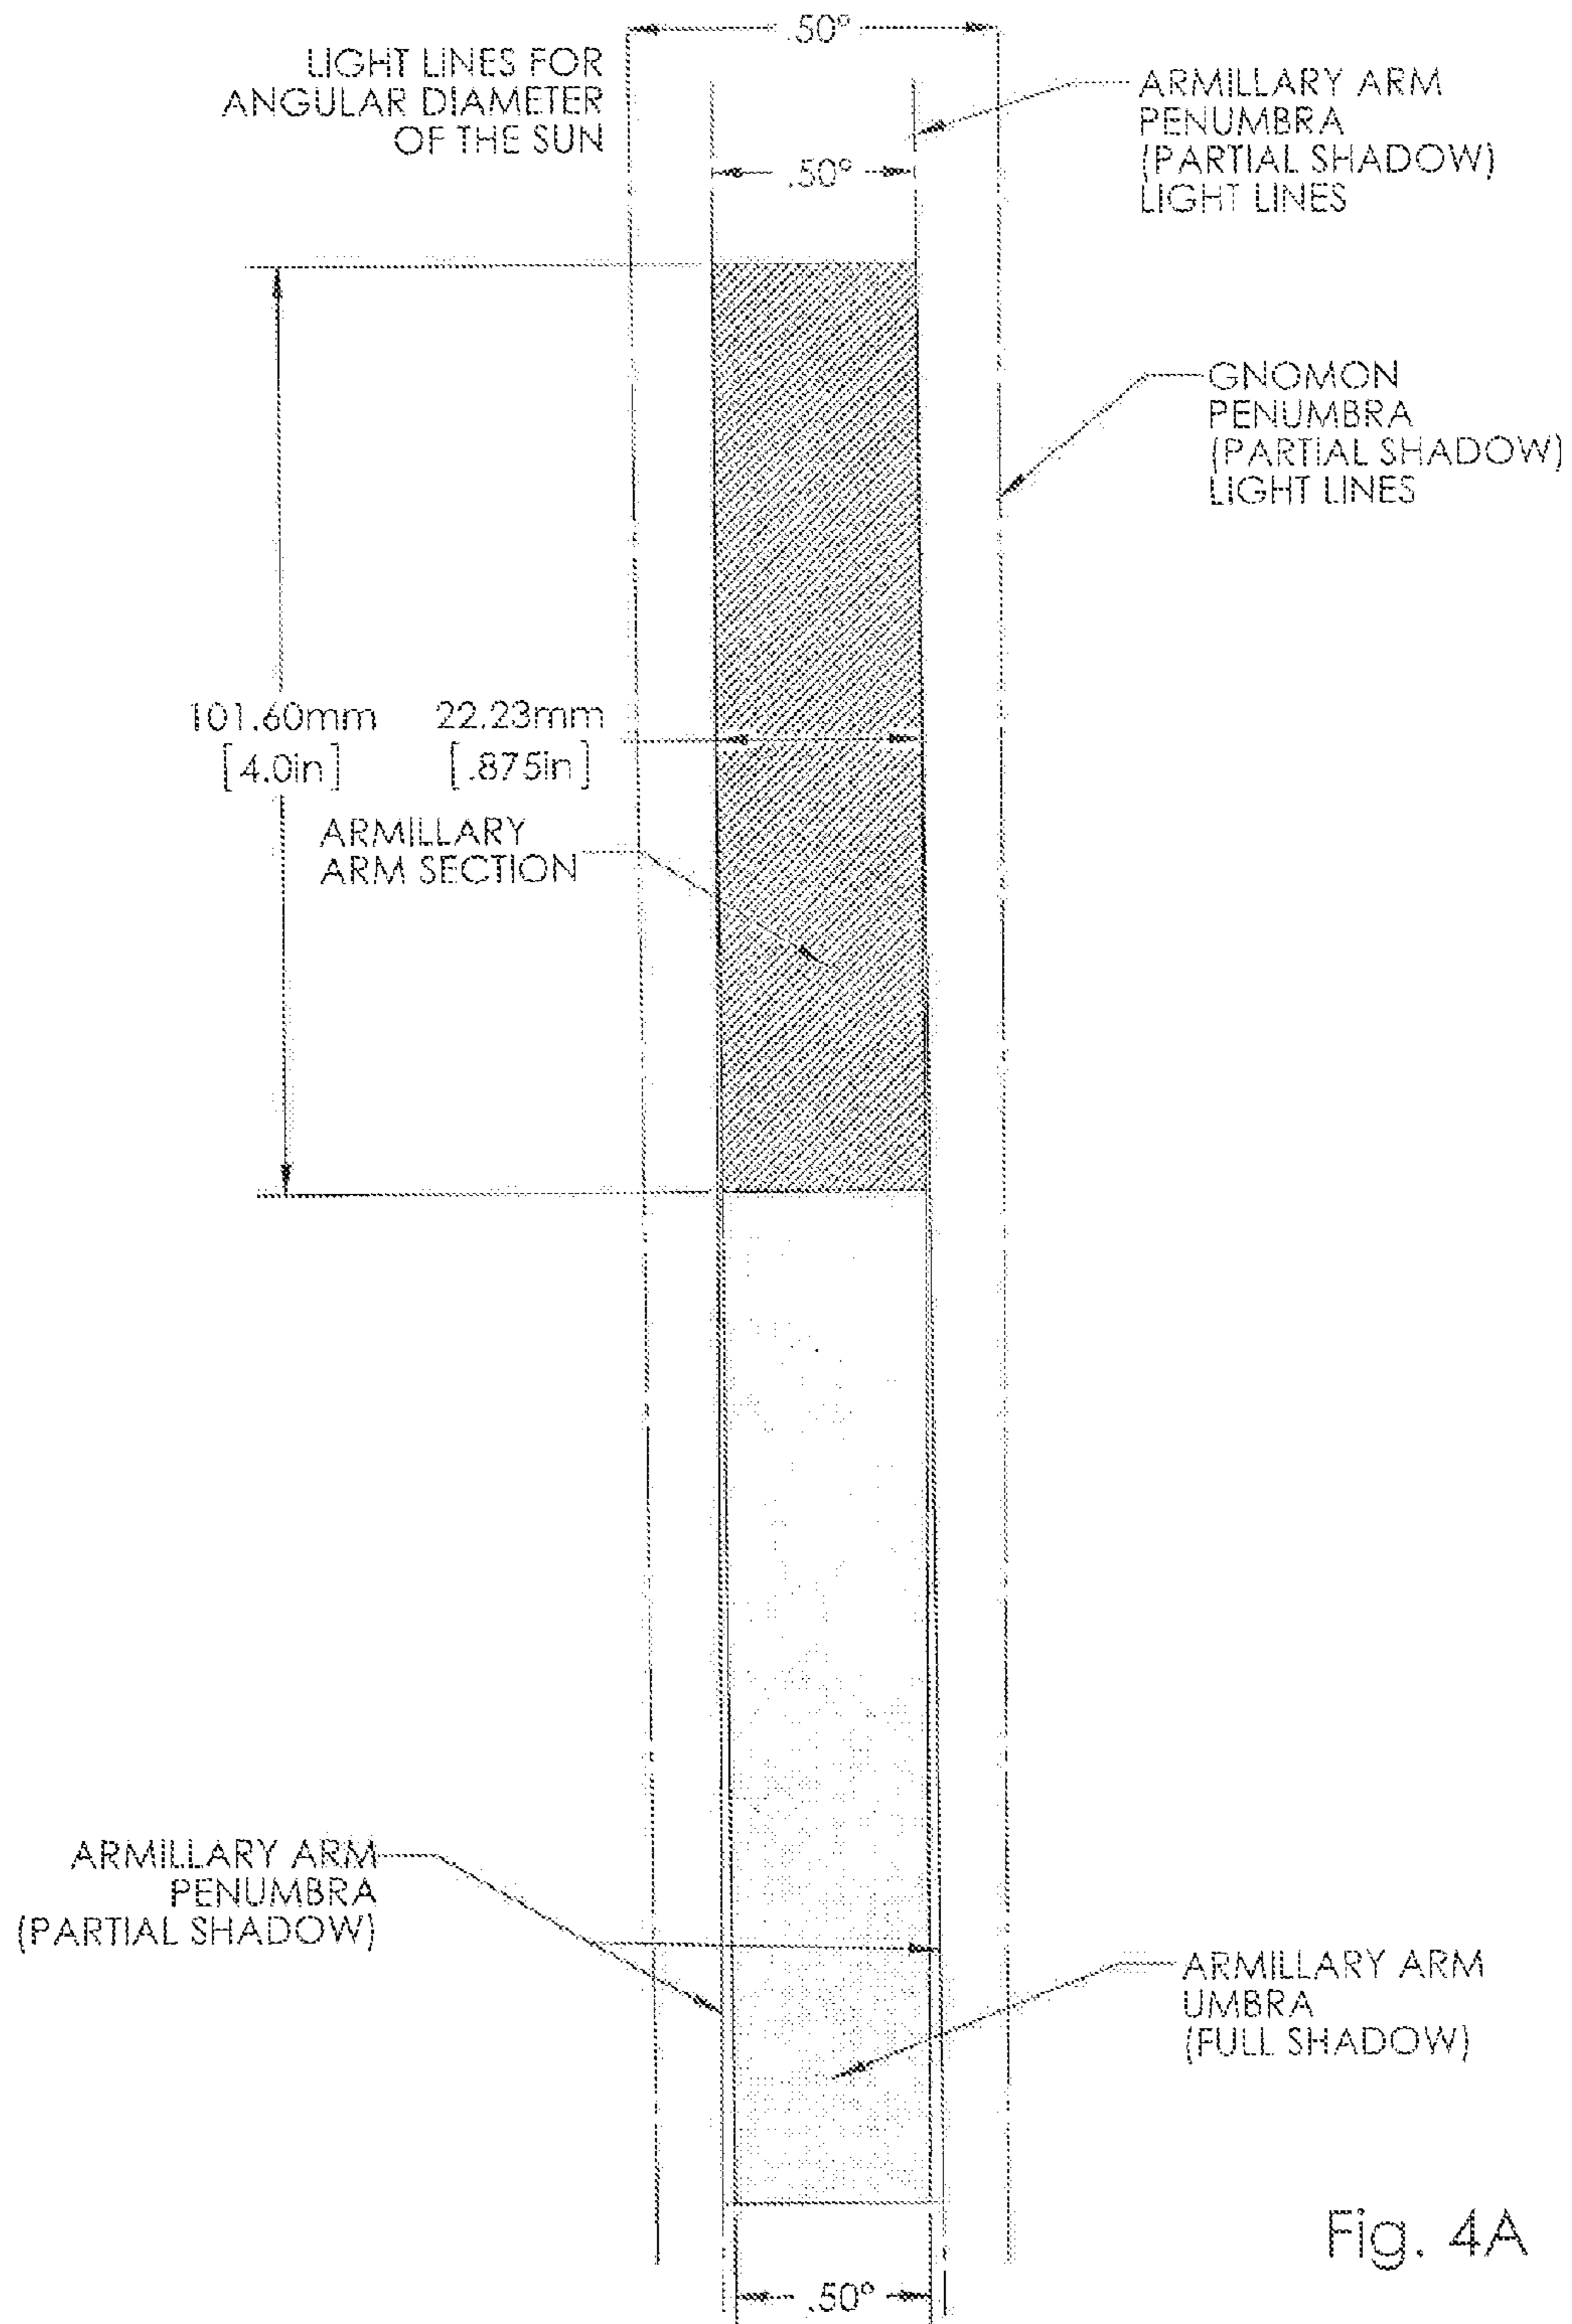 .50°
LIGHT LINES FOR
ANGULAR DIAMETER
OF THE SUN
ARMILLARY ARM
PENUMBRA
(PARTIAL SHADOW)
LIGHT LINES
.50°
GNOMON
PENUMBRA
(PARTIAL SHADOW)
LIGHT LINES
101.60mm
[4.0in]
22.23mm
[.875in]
ARMILLARY
ARM SECTION
ARMILLARY ARM
PENUMBRA
(PARTIAL SHADOW)
ARMILLARY ARM
UMBRA
(FULL SHADOW)
Fig. 4A
.50°